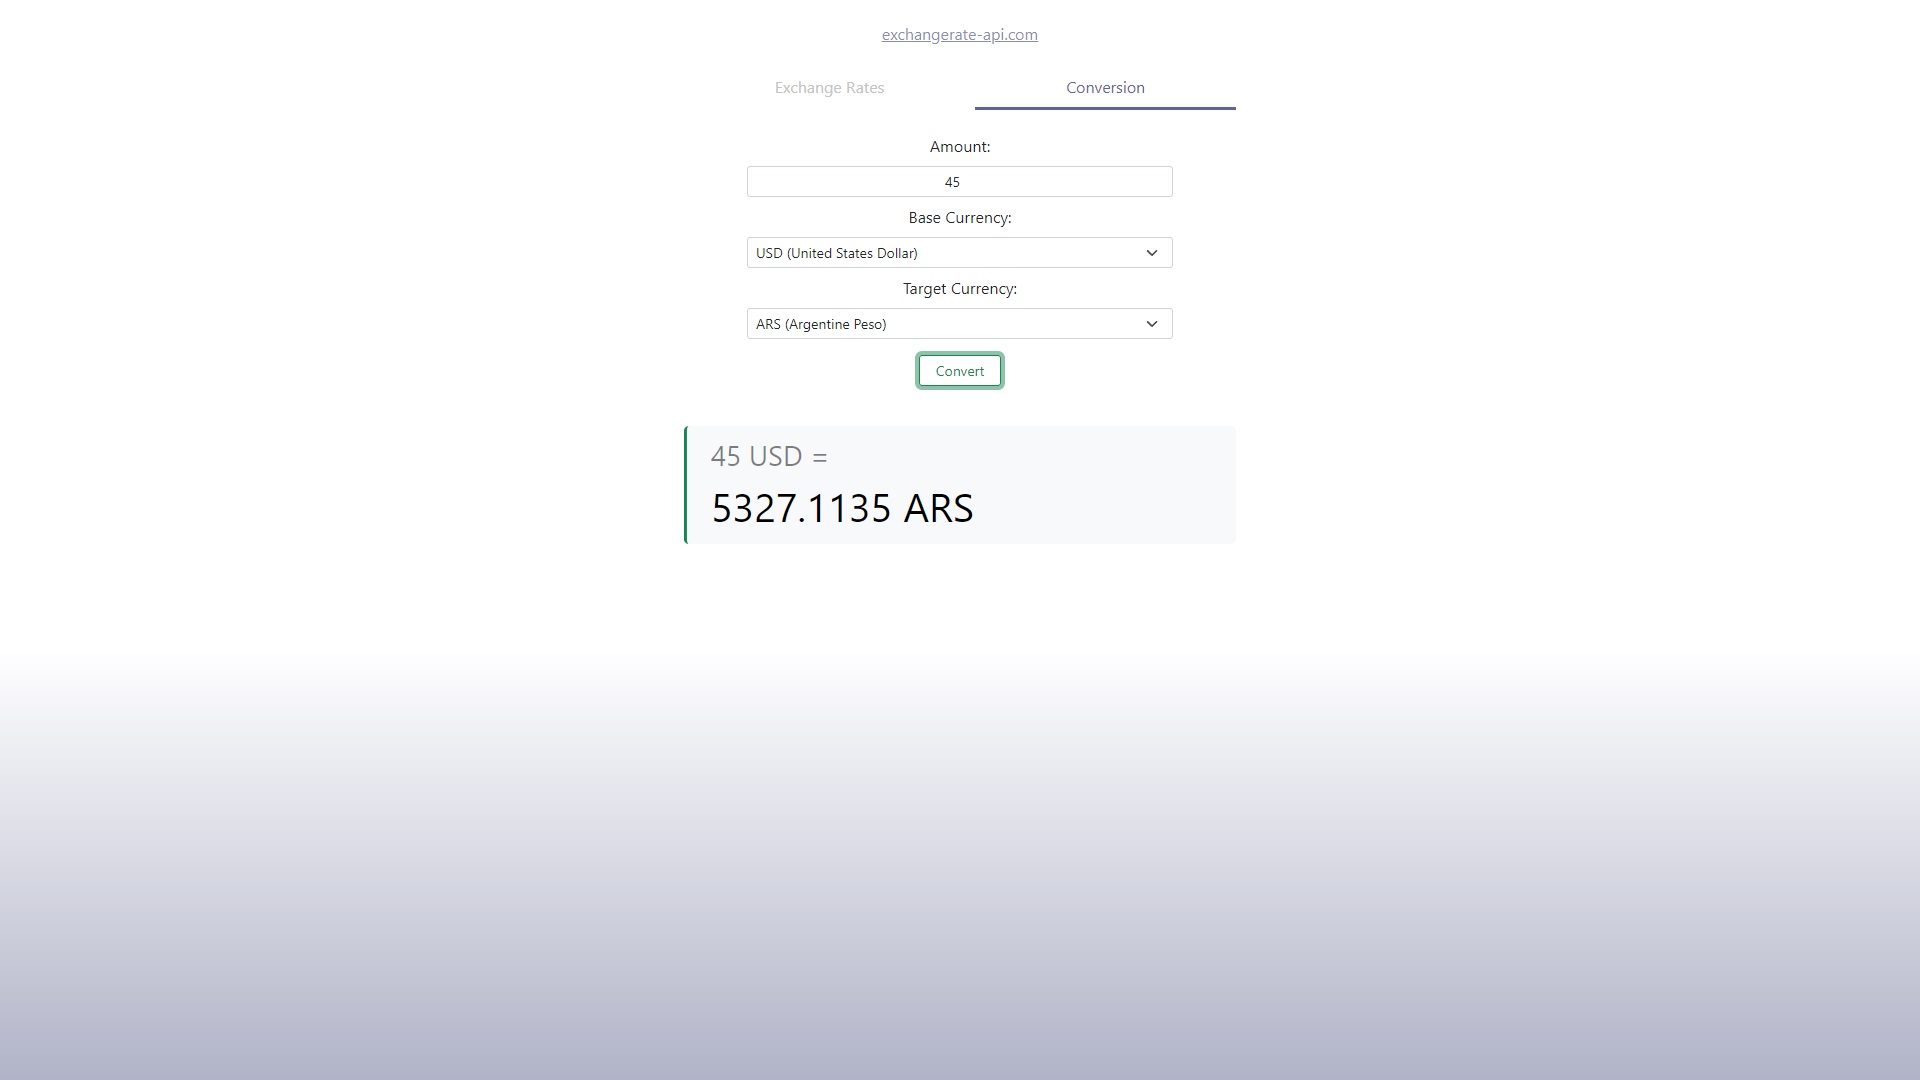 exchangerate-api.com
Exchange Rates
Conversion
Amount:
45
Base Currency:
USD (United States Dollar)
Target Currency:
ARS (Argentine Peso)
Convert
45 USD =
5327.1135 ARS